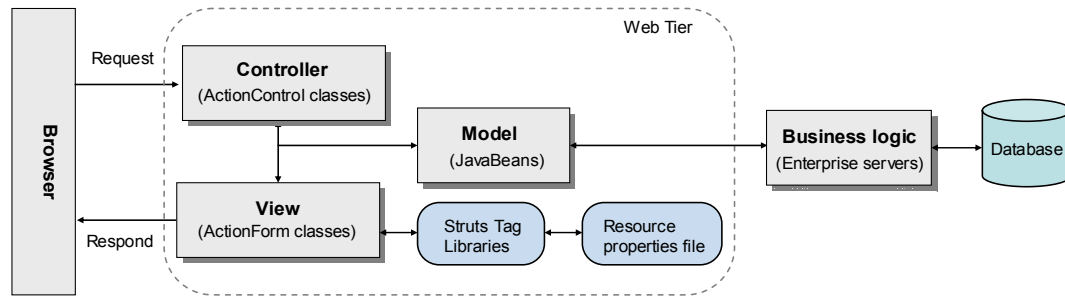 Web Tier
Request
Controller
(ActionControl classes)
Browser
Model
(JavaBeans)
Business logic
(Enterprise servers)
Database
View
(ActionForm classes)
Respond
Struts Tag
Libraries
Resource
properties file